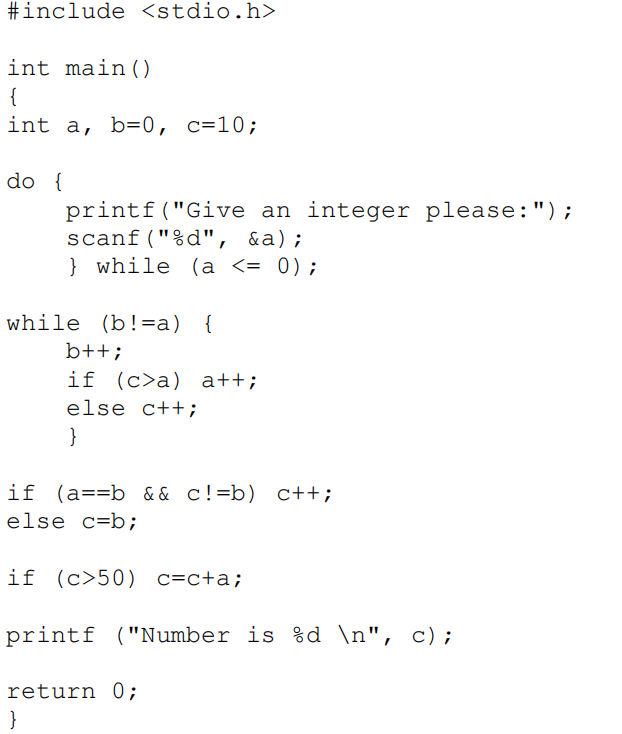 #include <stdio.h>
int main()
{
int a, b=0, c=10;
do {
printf("Give an integer please:");
scanf("%d", &a);
} while (a <= 0);
while (b!=a) {
b++;
if (c>a) a++;
else c++;
}
if (a==b && c!=b) c++;
else c=b;
if (c>50) c=c+a;
printf ("Number is %d \n", c);
return 0;
}